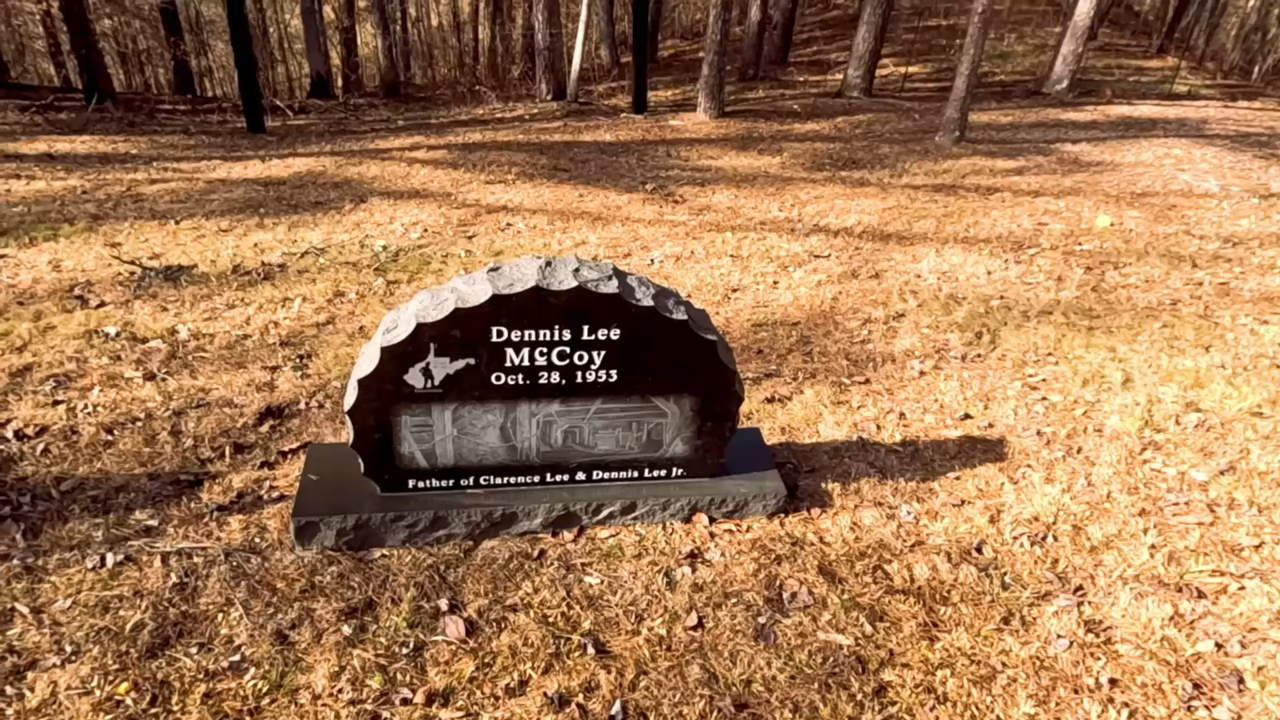 Dennis Lee
McCoy
Oct. 28, 1953
Father of Clarence Lee & Dennis Lee Jr.